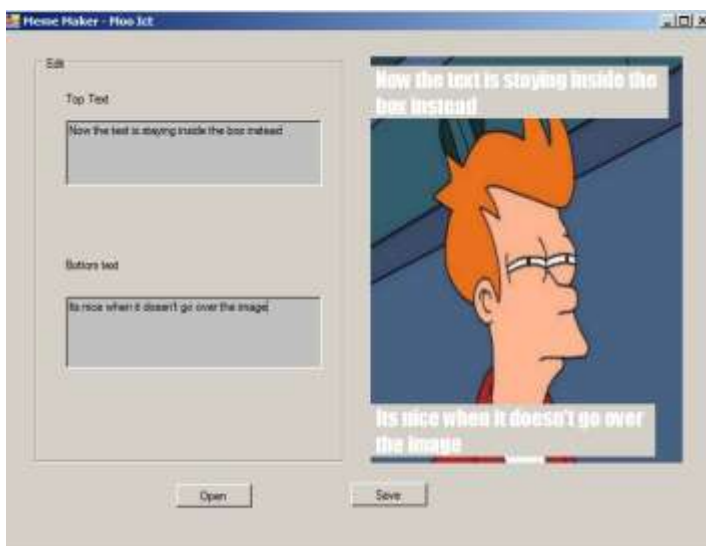 Meme Maker - Moo Ict
Edit
Top Text
Now the text is staying inside the box instead
Bottom text
Its nice when it doesn't go over the image
Now the text is staying inside the
box instead
Its nice when it doesn't go over
the image
Open
Save